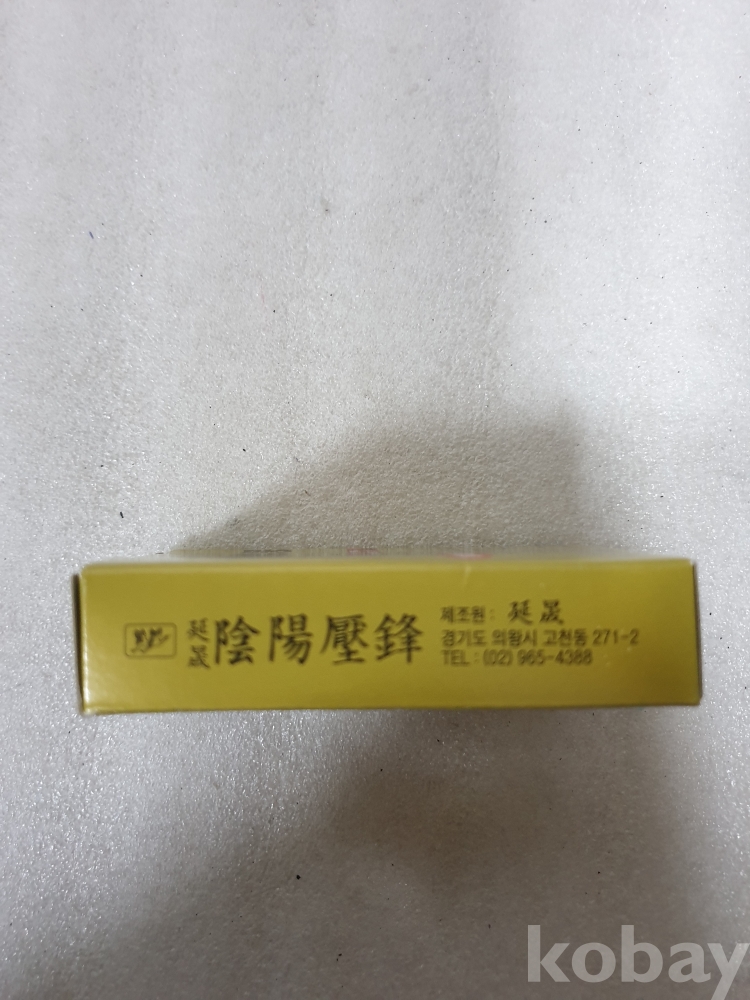 延晟 陰陽壓鋒
제조원 : 延晟
경기도 의왕시 고천동 271-2
TEL : (02) 965-4388
kobay